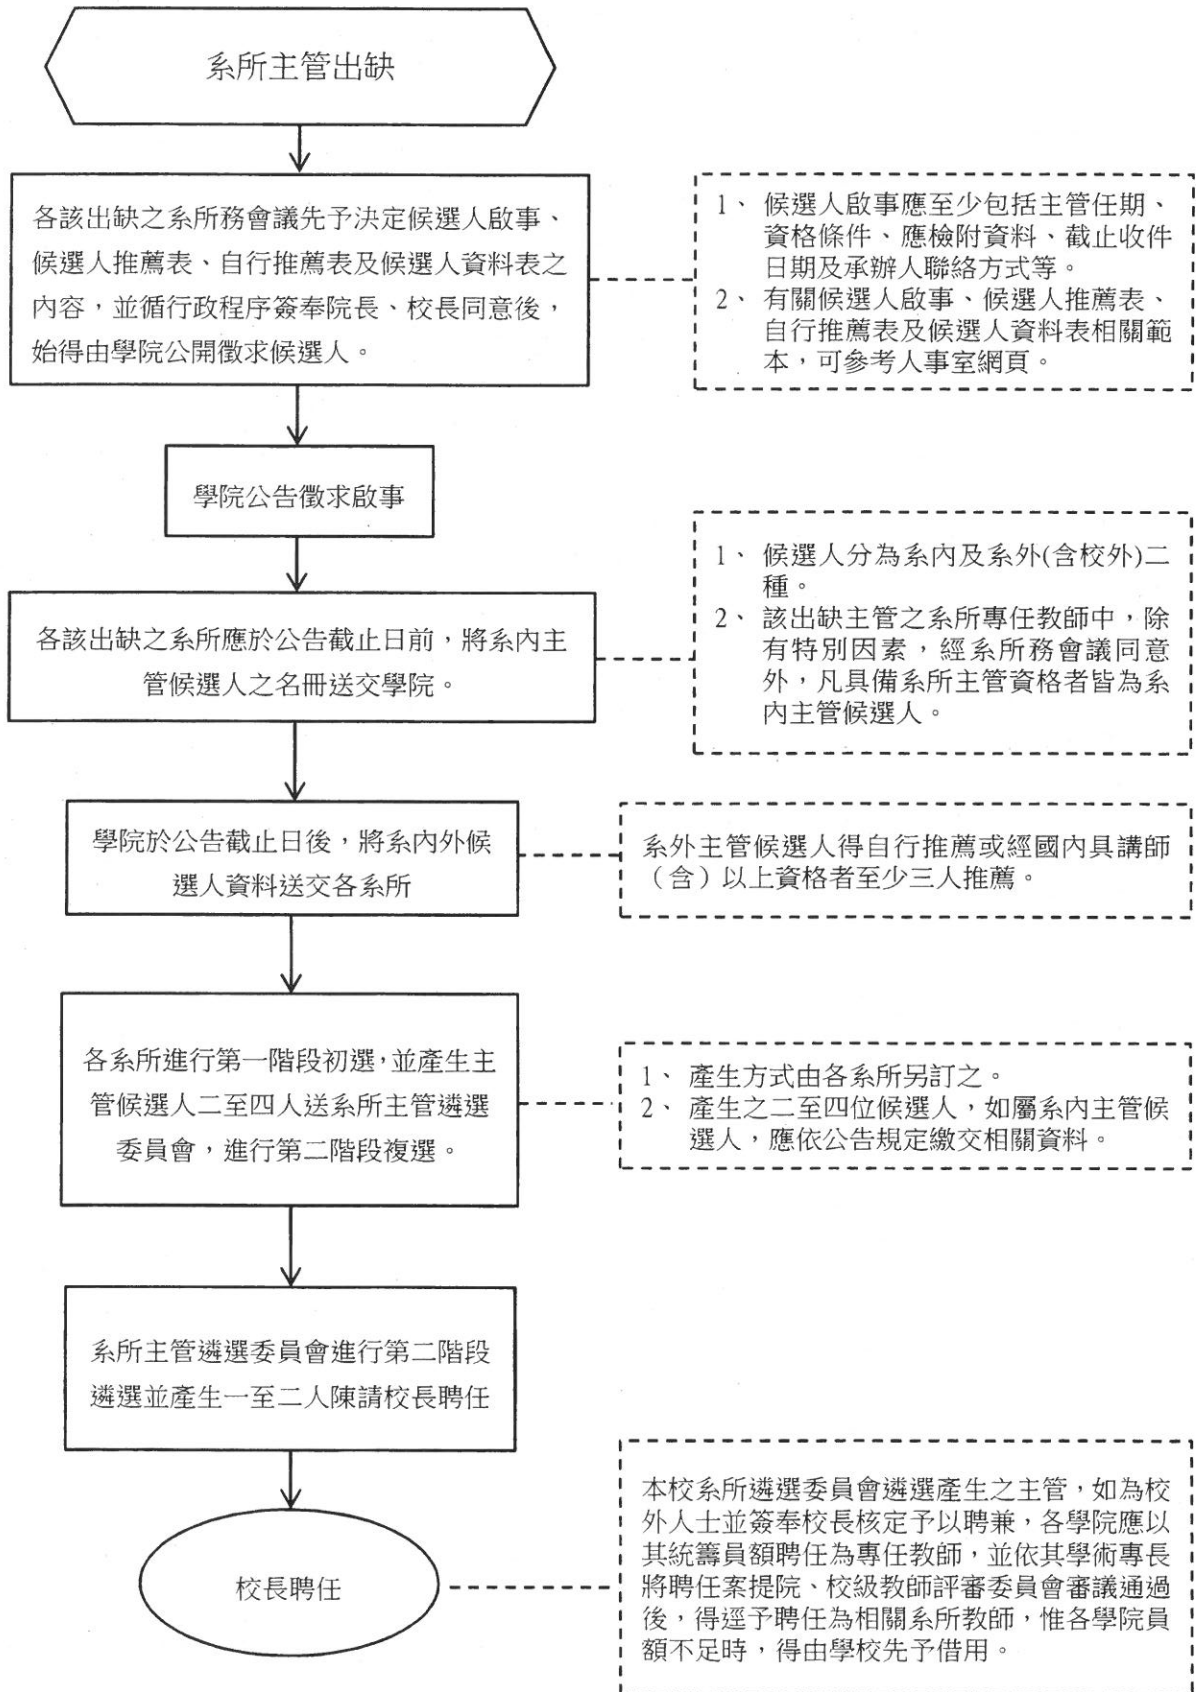 系所主管出缺
各該出缺之系所務會議先予決定候選人啟事、
候選人推薦表、自行推薦表及候選人資料表之
內容，並循行政程序簽奉院長、校長同意後，
始得由學院公開徵求候選人。
1、 候選人啟事應至少包括主管任期、
資格條件、應檢附資料、截止收件
日期及承辦人聯絡方式等。
2、 有關候選人啟事、候選人推薦表、
自行推薦表及候選人資料表相關範
本，可參考人事室網頁。
學院公告徵求啟事
各該出缺之系所應於公告截止日前，將系內主
管候選人之名冊送交學院。
1、 候選人分為系內及系外(含校外)二
種。
2、 該出缺主管之系所專任教師中，除
有特別因素，經系所務會議同意
外，凡具備系所主管資格者皆為系
內主管候選人。
學院於公告截止日後，將系內外候
選人資料送交各系所
系外主管候選人得自行推薦或經國內具講師
（含）以上資格者至少三人推薦。
各系所進行第一階段初選，並產生主
管候選人二至四人送系所主管遴選
委員會，進行第二階段複選。
1、 產生方式由各系所另訂之。
2、 產生之二至四位候選人，如屬系內主管候
選人，應依公告規定繳交相關資料。
系所主管遴選委員會進行第二階段
遴選並產生一至二人陳請校長聘任
校長聘任
本校系所遴選委員會遴選產生之主管，如為校
外人士並簽奉校長核定予以聘兼，各學院應以
其統籌員額聘任為專任教師，並依其學術專長
將聘任案提院、校級教師評審委員會審議通過
後，得逕予聘任為相關系所教師，惟各學院員
額不足時，得由學校先予借用。